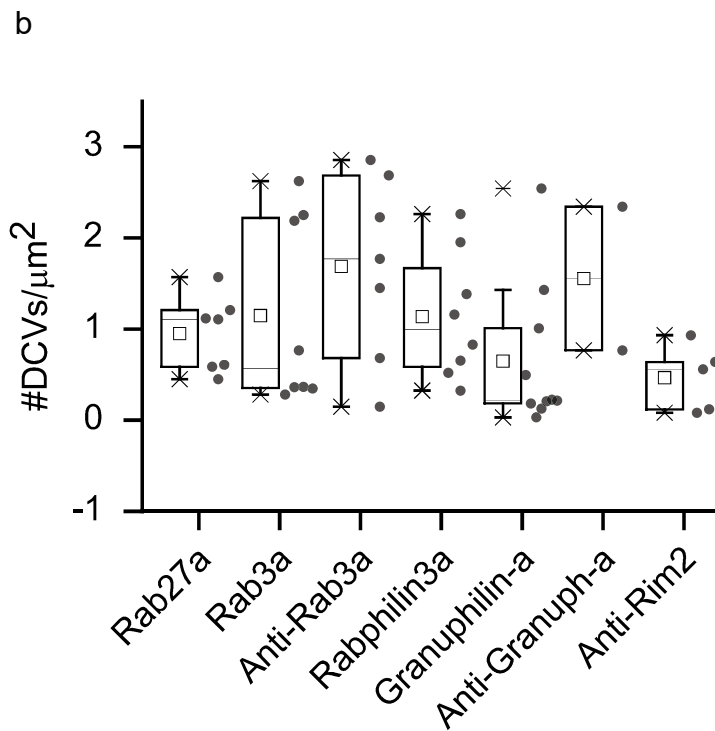 b
#DCVs/μm²
3
2
1
0
-1
Rab27a
Rab3a
Anti-Rab3a
Rabphilin3a
Granuphilin-a
Anti-Granuph-a
Anti-Rim2